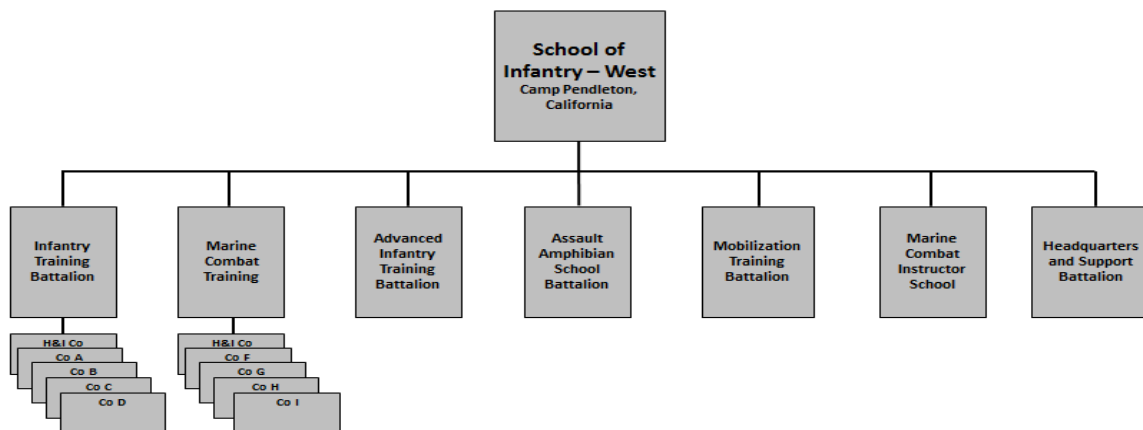 School of
Infantry – West
Camp Pendleton,
California
Infantry
Training
Battalion
Marine
Combat
Training
Advanced
Infantry
Training
Battalion
Assault
Amphibian
School
Battalion
Mobilization
Training
Battalion
Marine
Combat
Instructor
School
Headquarters
and Support
Battalion
H&I Co
Co A
Co B
Co C
Co D
H&I Co
Co F
Co G
Co H
Co I